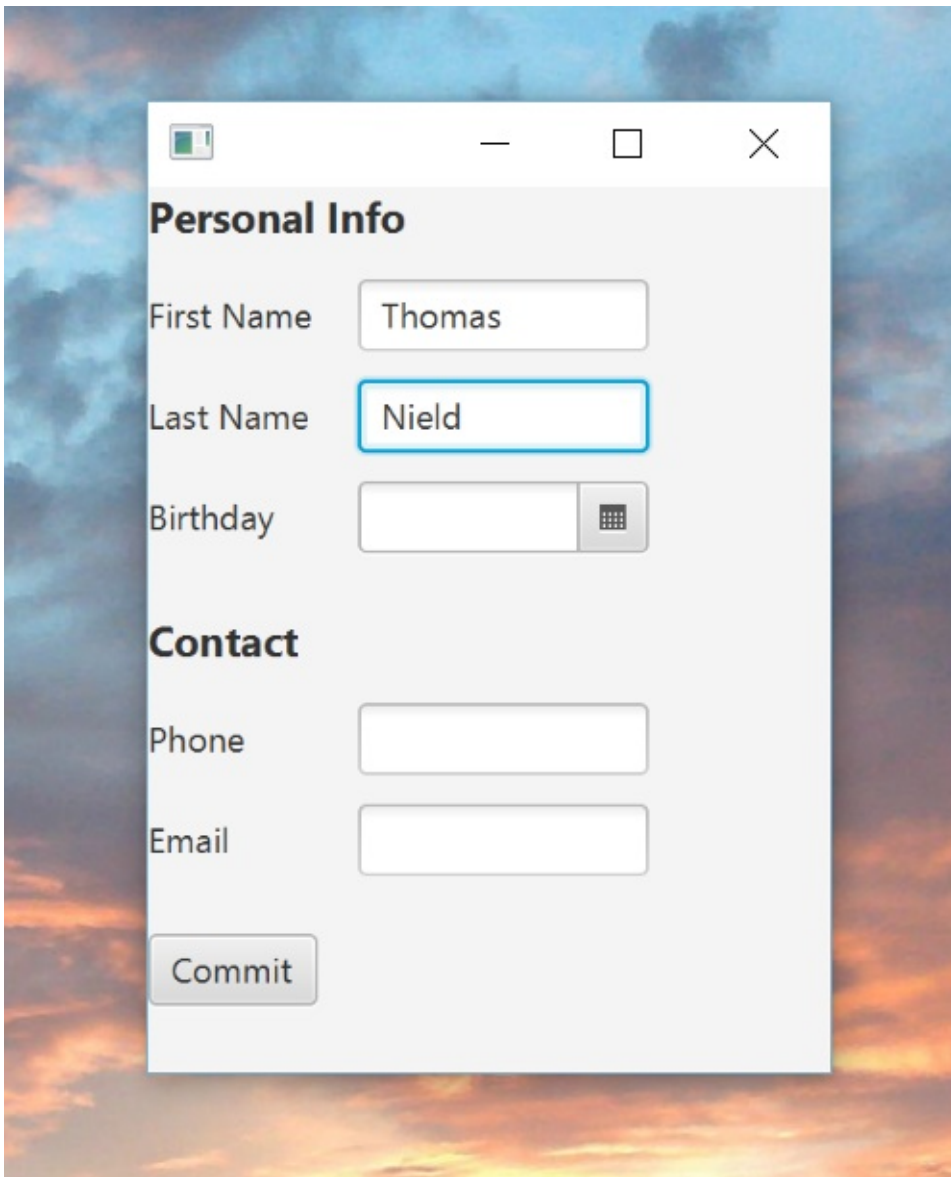 Personal Info
First Name Thomas
Last Name Nield
Birthday
Contact
Phone
Email
Commit